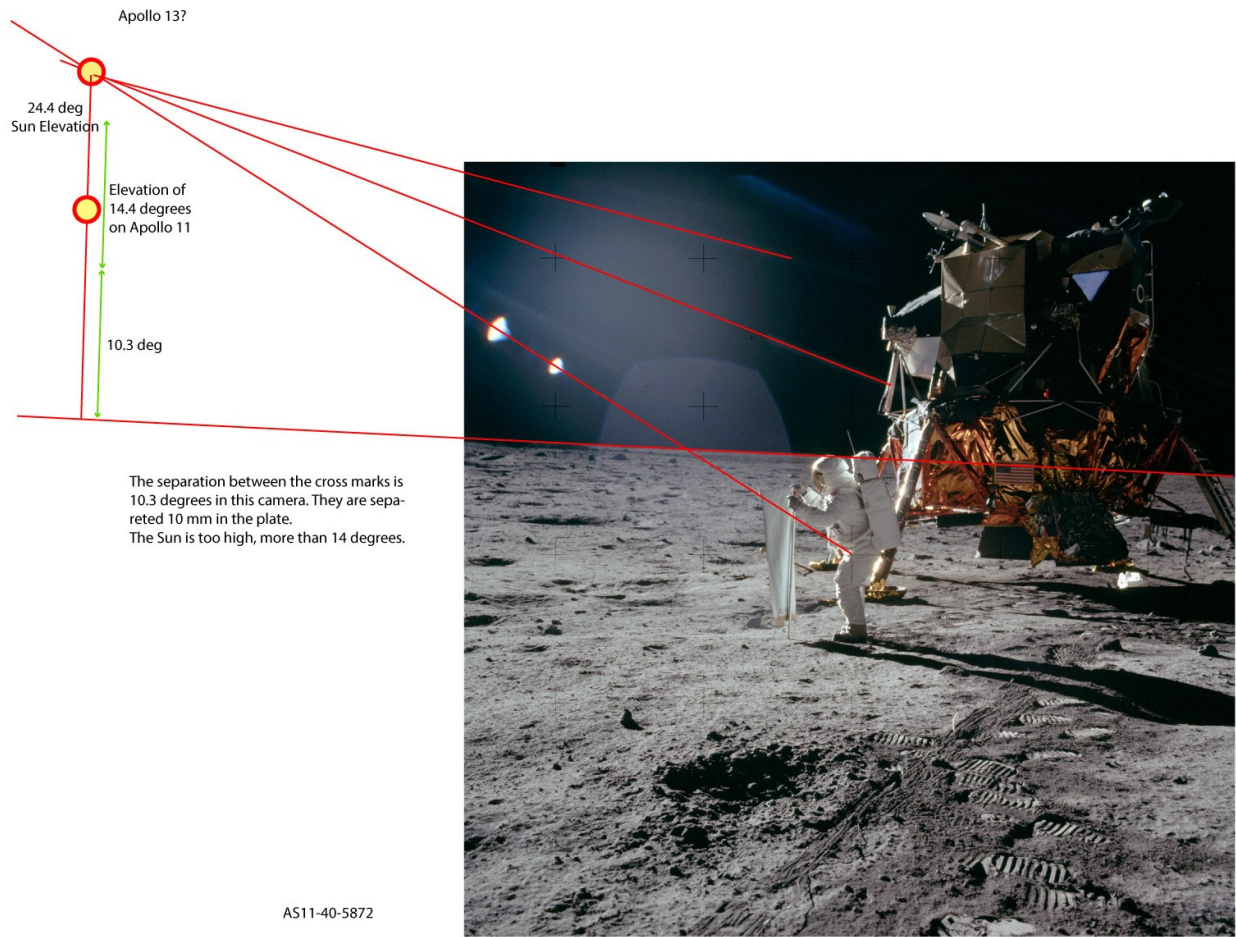 Apollo 13?
24.4 deg
Sun Elevation
Elevation of
14.4 degrees
on Apollo 11
10.3 deg
The separation between the cross marks is
10.3 degrees in this camera. They are sepa-
reted 10 mm in the plate.
The Sun is too high, more than 14 degrees.
AS11-40-5872